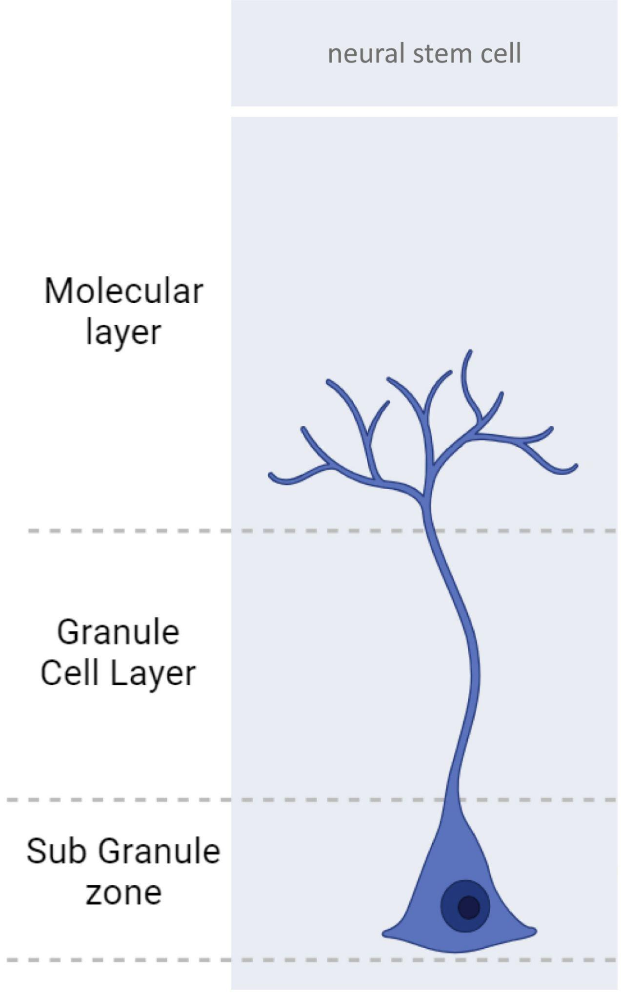 neural stem cell
Molecular
layer
Granule
Cell Layer
Sub Granule
zone